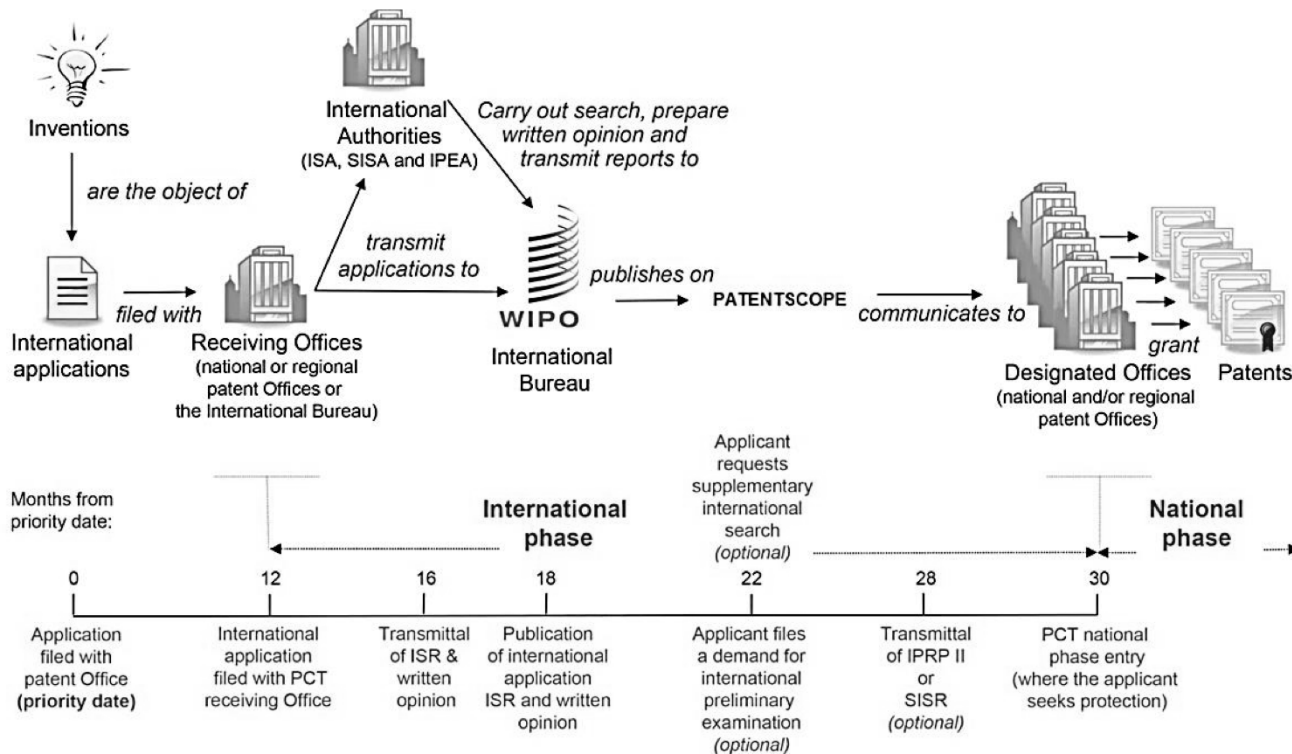 Inventions
are the object of
International
applications
filed with
Receiving Offices
(national or regional
patent Offices or
the International Bureau)
International
Authorities
(ISA, SISA and IPEA)
transmit
applications to
Carry out search, prepare
written opinion and
transmit reports to
WIPO
International
Bureau
publishes on
PATENTSCOPE
communicates to
Designated Offices
(national and/or regional
patent Offices)
grant
Patents
Months from
priority date:
International
phase
Applicant
requests
supplementary
international
search
(optional)
National
phase
0
12
16
18
22
28
30
Application
filed with
patent Office
(priority date)
International
application
filed with PCT
receiving Office
Transmittal
of ISR &
written
opinion
Publication
of international
application
ISR and written
opinion
Applicant files
a demand for
international
preliminary
examination
(optional)
Transmittal
of IPRP II
or
SISR
(optional)
PCT national
phase entry
(where the applicant
seeks protection)